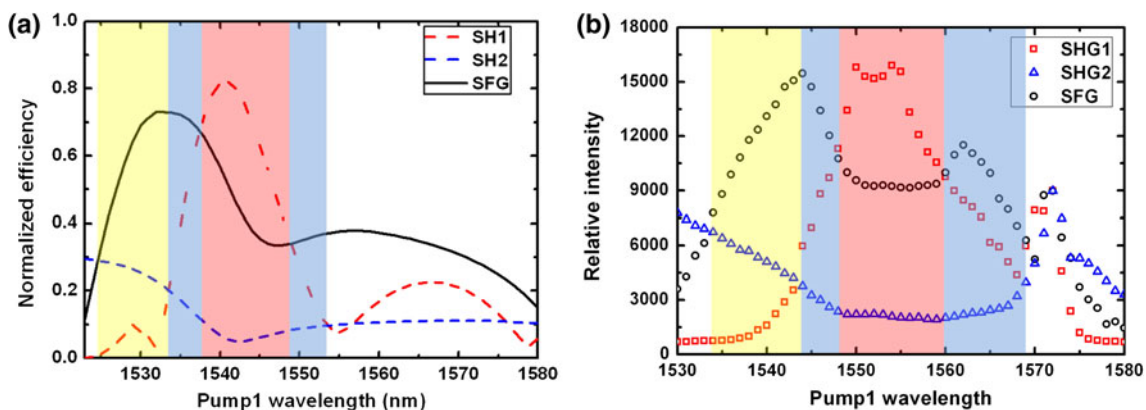 (a)
Normalized efficiency
1.0
0.8
0.6
0.4
0.2
0.0
SH1
SH2
SFG
1530 1540 1550 1560 1570 1580
Pump1 wavelength (nm)
(b)
Relative intensity
18000
15000
12000
9000
6000
3000
0
SHG1
SHG2
SFG
1530 1540 1550 1560 1570 1580
Pump1 wavelength